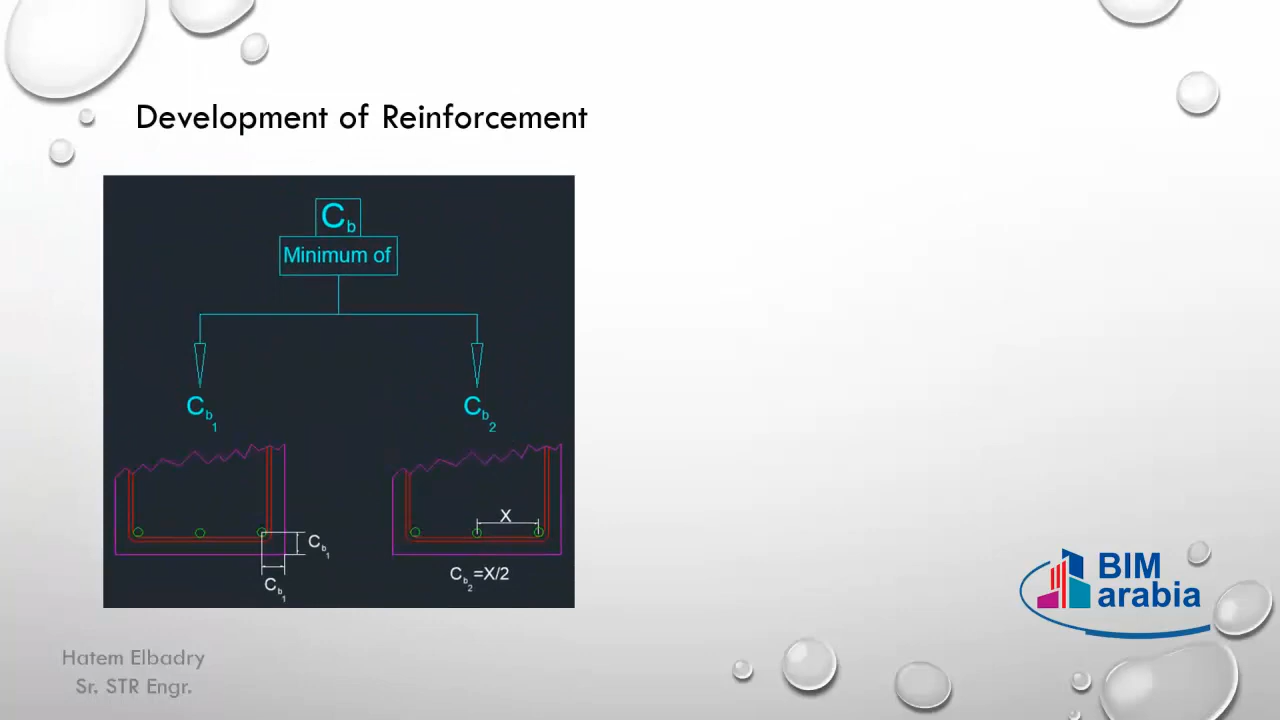 Development of Reinforcement
Cb
Minimum of
Cb1
Cb2
X
Cb1
Cb1
Cb2=X/2
BIM
arabia
Hatem Elbadry
Sr. STR Engr.